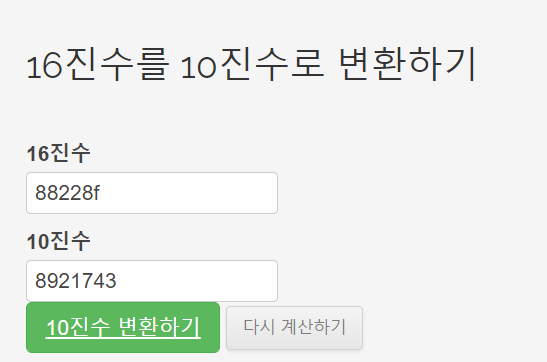 16진수를 10진수로 변환하기
16진수
88228f
10진수
8921743
10진수 변환하기 다시 계산하기